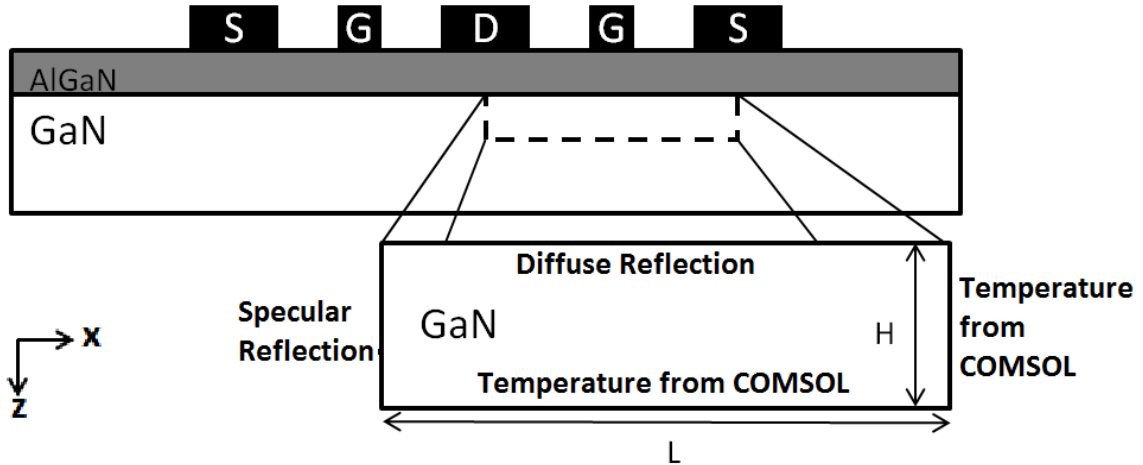 S G D G S
AlGaN
GaN
Diffuse Reflection
Specular
Reflection
GaN
Temperature
from
COMSOL
H
X
Z
Temperature from COMSOL
L